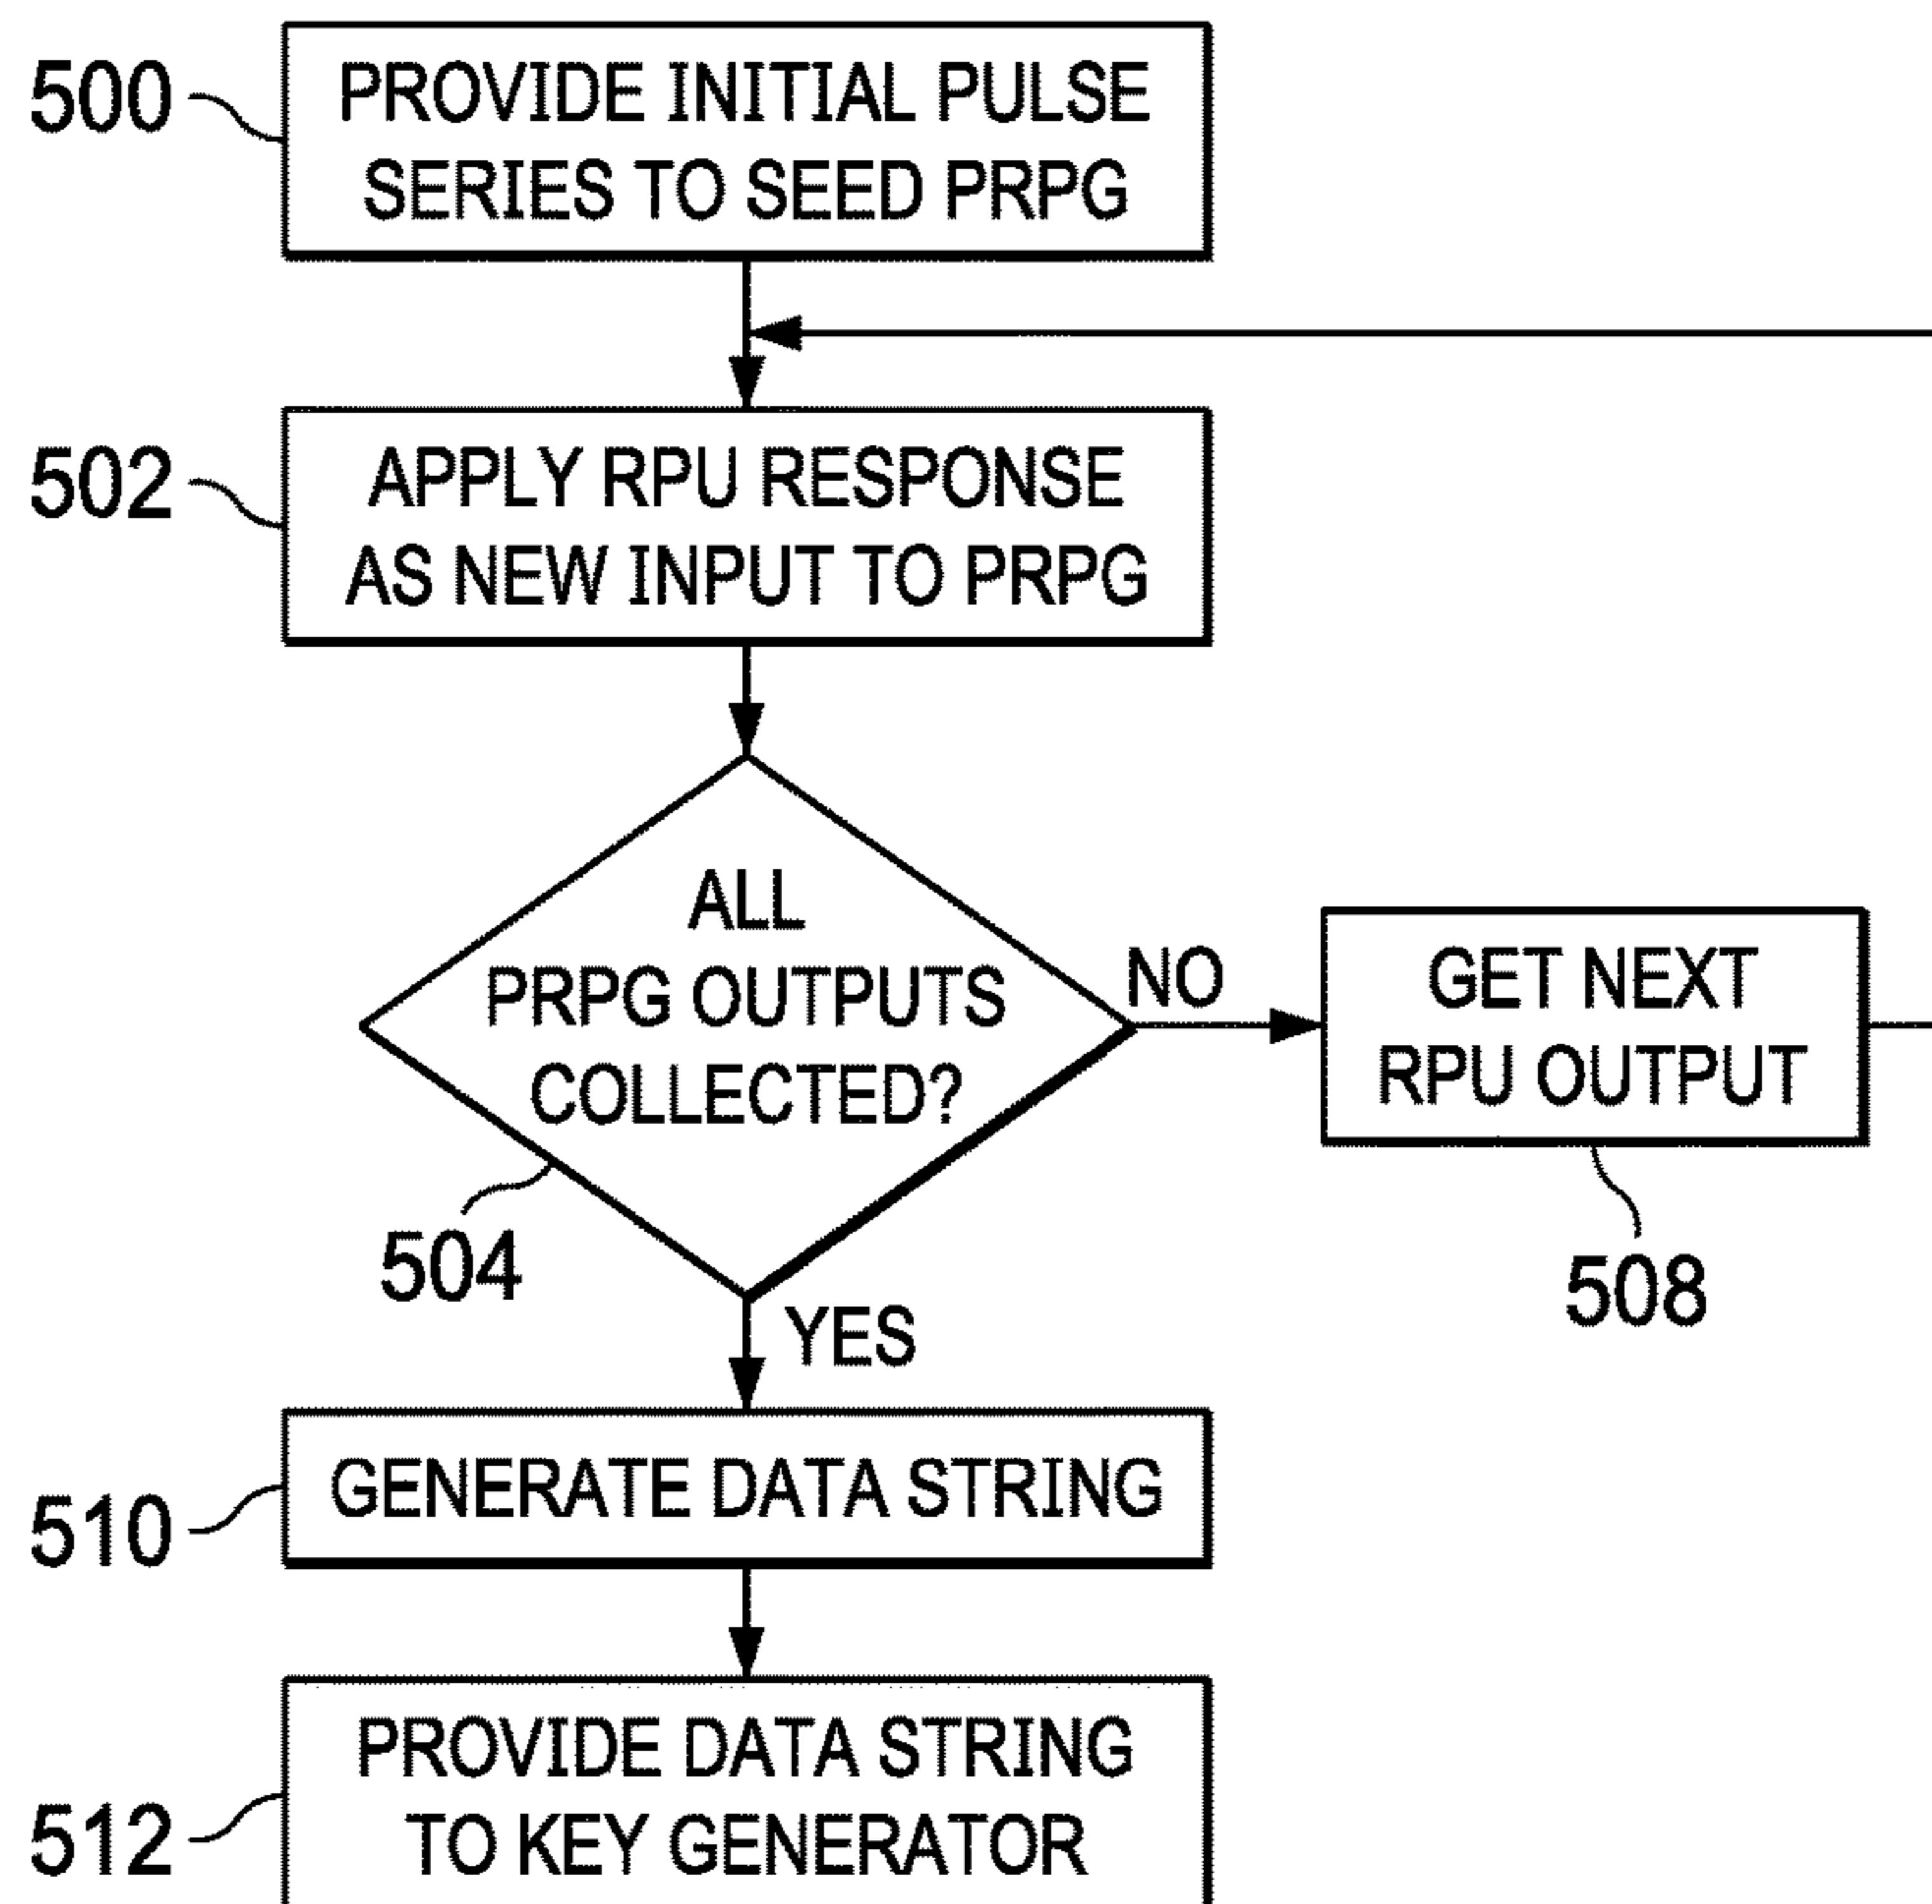 500
PROVIDE INITIAL PULSE
SERIES TO SEED PRPG
502
APPLY RPU RESPONSE
AS NEW INPUT TO PRPG
ALL
PRPG OUTPUTS
COLLECTED?
504
NO
GET NEXT
RPU OUTPUT
508
YES
510
GENERATE DATA STRING
512
PROVIDE DATA STRING
TO KEY GENERATOR